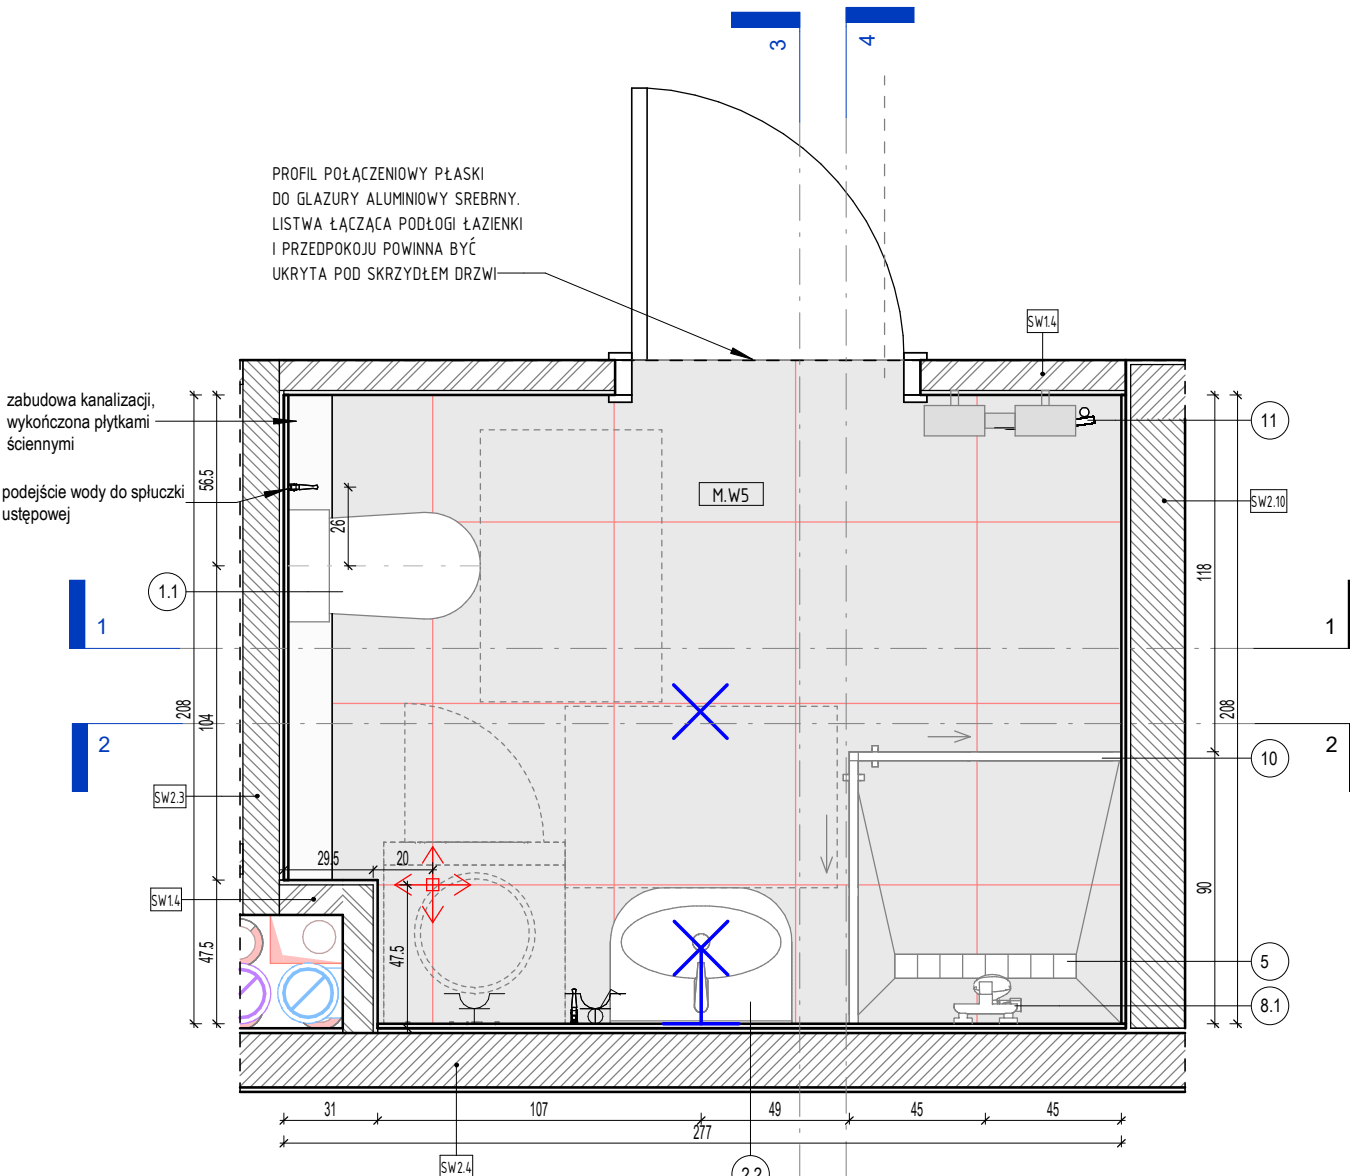 3
4
PROFIL POŁĄCZENIOWY PŁASKI
DO GLAZURY ALUMINIOWY SREBRNY.
LISTWA ŁĄCZĄCA PODŁOGI ŁAZIENKI
I PRZEDPOKOJU POWINNA BYĆ
UKRYTA POD SKRZYDŁEM DRZWI
SW1.4
zabudowa kanalizacji,
wykończona płytkami
ściennymi
11
56.5
podejście wody do spłuczki
ustępowej
M.W5
SW2.10
26
118
1.1
1
1
208
104
208
2
2
10
SW2.3
29.5
20
SW1.4
90
47.5
47.5
5
8.1
31
107
49
45
45
277
SW2.4
2.2